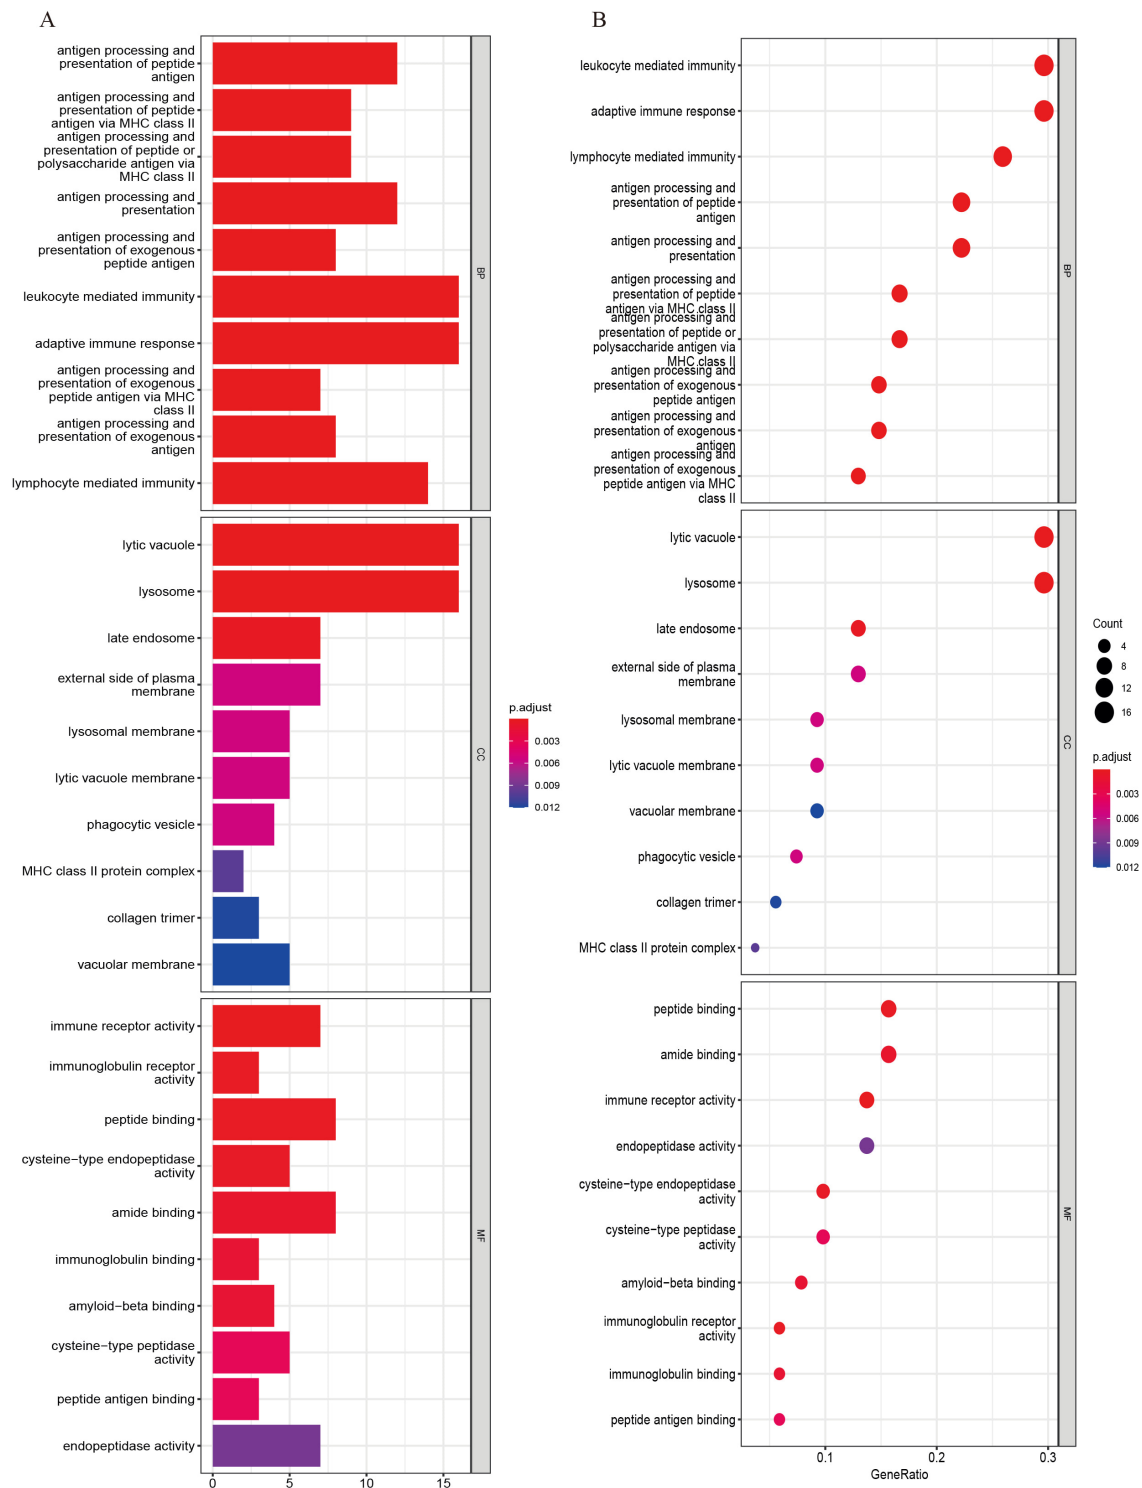 A
antigen processing and
presentation of peptide
antigen
antigen processing and
presentation of peptide
antigen via MHC class II
antigen processing and
presentation of peptide or
polysaccharide antigen via
MHC class II
antigen processing and
presentation
antigen processing and
presentation of exogenous
peptide antigen
leukocyte mediated immunity
adaptive immune response
antigen processing and
presentation of exogenous
peptide antigen via MHC
class II
antigen processing and
presentation of exogenous
antigen
lymphocyte mediated immunity
BP
lytic vacuole
lysosome
late endosome
external side of plasma
membrane
lysosomal membrane
lytic vacuole membrane
phagocytic vesicle
MHC class II protein complex
collagen trimer
vacuolar membrane
CC
immune receptor activity
immunoglobulin receptor
activity
peptide binding
cysteine−type endopeptidase
activity
amide binding
immunoglobulin binding
amyloid−beta binding
cysteine−type peptidase
activity
peptide antigen binding
endopeptidase activity
MF
0 5 10 15
p.adjust
0.003
0.006
0.009
0.012
B
leukocyte mediated immunity
adaptive immune response
lymphocyte mediated immunity
antigen processing and
presentation of peptide
antigen
antigen processing and
presentation
antigen processing and
presentation of peptide
antigen via MHC class II
antigen processing and
presentation of peptide or
polysaccharide antigen via
MHC class II
antigen processing and
presentation of exogenous
peptide antigen
antigen processing and
presentation of exogenous
antigen
antigen processing and
presentation of exogenous
peptide antigen via MHC
class II
BP
lytic vacuole
lysosome
late endosome
external side of plasma
membrane
lysosomal membrane
lytic vacuole membrane
vacuolar membrane
phagocytic vesicle
collagen trimer
MHC class II protein complex
CC
peptide binding
amide binding
immune receptor activity
endopeptidase activity
cysteine−type endopeptidase
activity
cysteine−type peptidase
activity
amyloid−beta binding
immunoglobulin receptor
activity
immunoglobulin binding
peptide antigen binding
MF
0.1 0.2 0.3
GeneRatio
Count
4
8
12
16
p.adjust
0.003
0.006
0.009
0.012